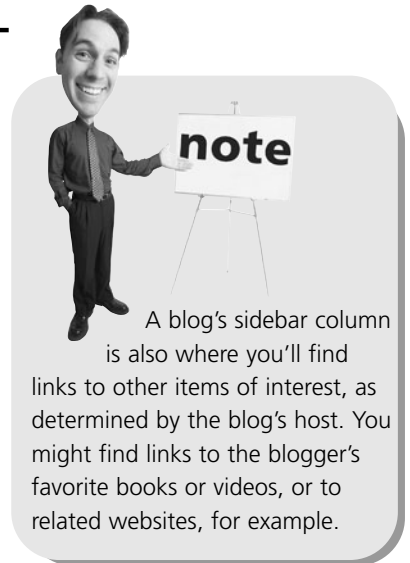 note
A blog's sidebar column
is also where you'll find
links to other items of interest, as
determined by the blog's host. You
might find links to the blogger's
favorite books or videos, or to
related websites, for example.